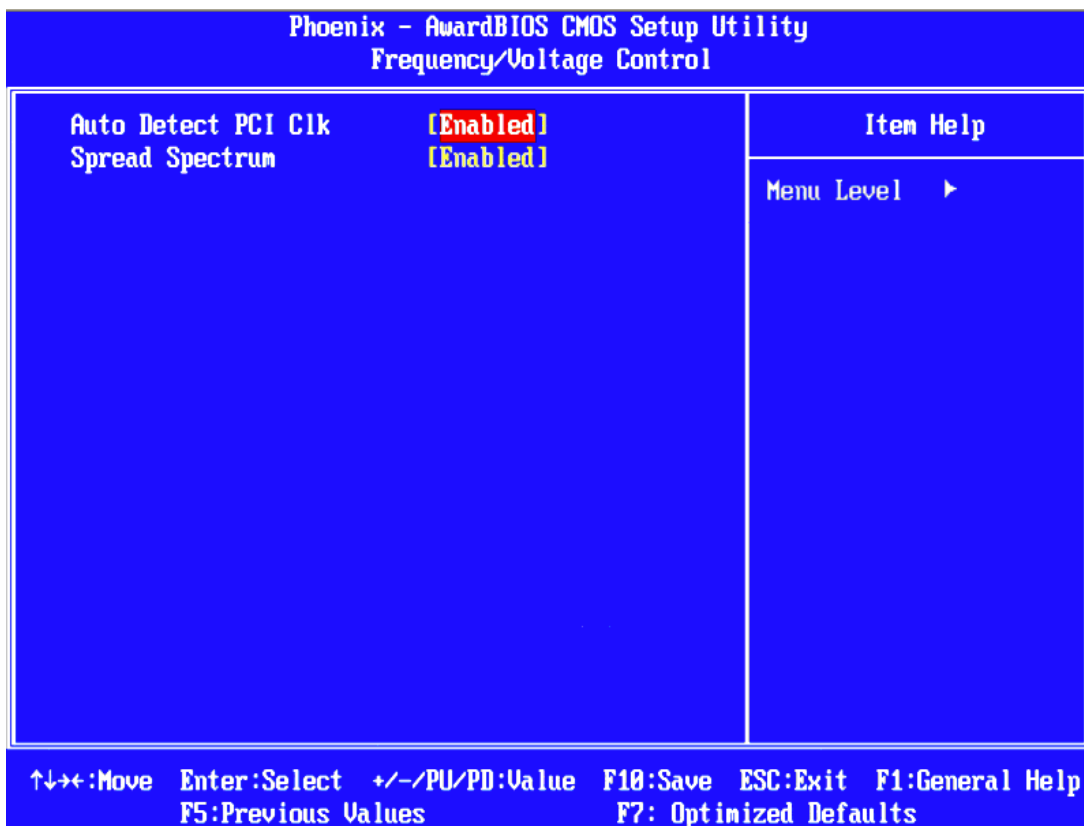 Phoenix - AwardBIOS CMOS Setup Utility
Frequency/Voltage Control
Auto Detect PCI Clk [Enabled]
Spread Spectrum [Enabled]
Item Help
Menu Level ▶
↑↓→←:Move Enter:Select +/-/PU/PD:Value F10:Save ESC:Exit F1:General Help
F5:Previous Values F7: Optimized Defaults